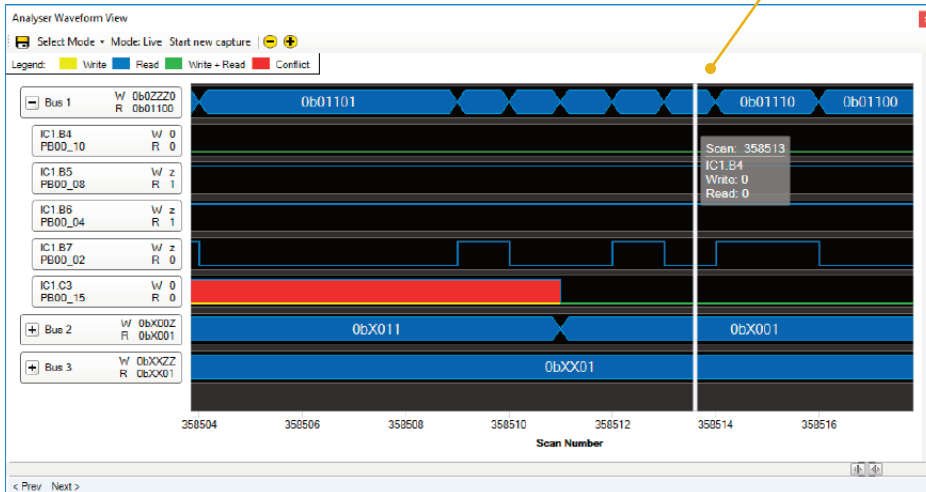 Analyser Waveform View
Select Mode Mode: Live Start new capture
Legend: Write Read Write + Read Conflict
Bus 1 W 0b0ZZZ0 R 0b01100
0b01101 0b01110 0b01100
IC1.B4 W 0
PB00_10 R 0
Scan: 358513
IC1.B4
Write: 0
Read: 0
IC1.B5 W z
PB00_08 R 1
IC1.B6 W z
PB00_04 R 1
IC1.B7 W z
PB00_02 R 0
IC1.C3 W 0
PB00_15 R 0
Bus 2 W 0bX00Z R 0bX001
0bX011 0bX001
Bus 3 W 0bXXZZ R 0bXX01
0bXX01
358504 358506 358508 358510 358512 358514 358516
Scan Number
< Prev Next >